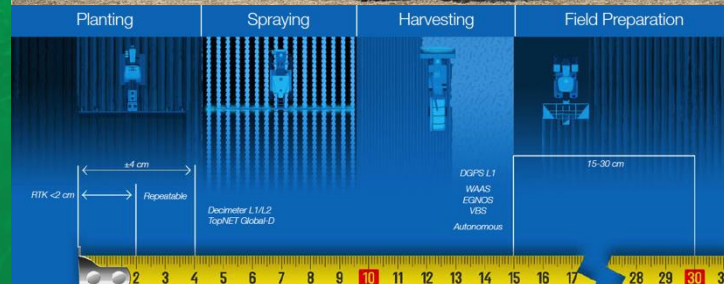 Planting
Spraying
Harvesting
Field Preparation
±4 cm
RTK <2 cm
Repeatable
Decimeter L1/L2
TopNET Global-D
DGPS L1
WAAS
EGNOS
VBS
Autonomous
15-30 cm
2 3 4 5 6 7 8 9 10 11 12 13 14 15 16 17 28 29 30